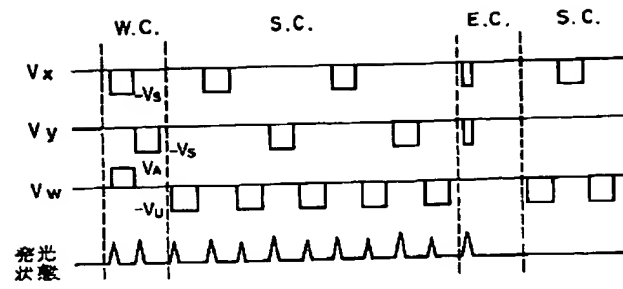 W.C. S.C. E.C. S.C.
Vx
-Vs
Vy
-Vs
VA
Vw
-VU
発光
状態